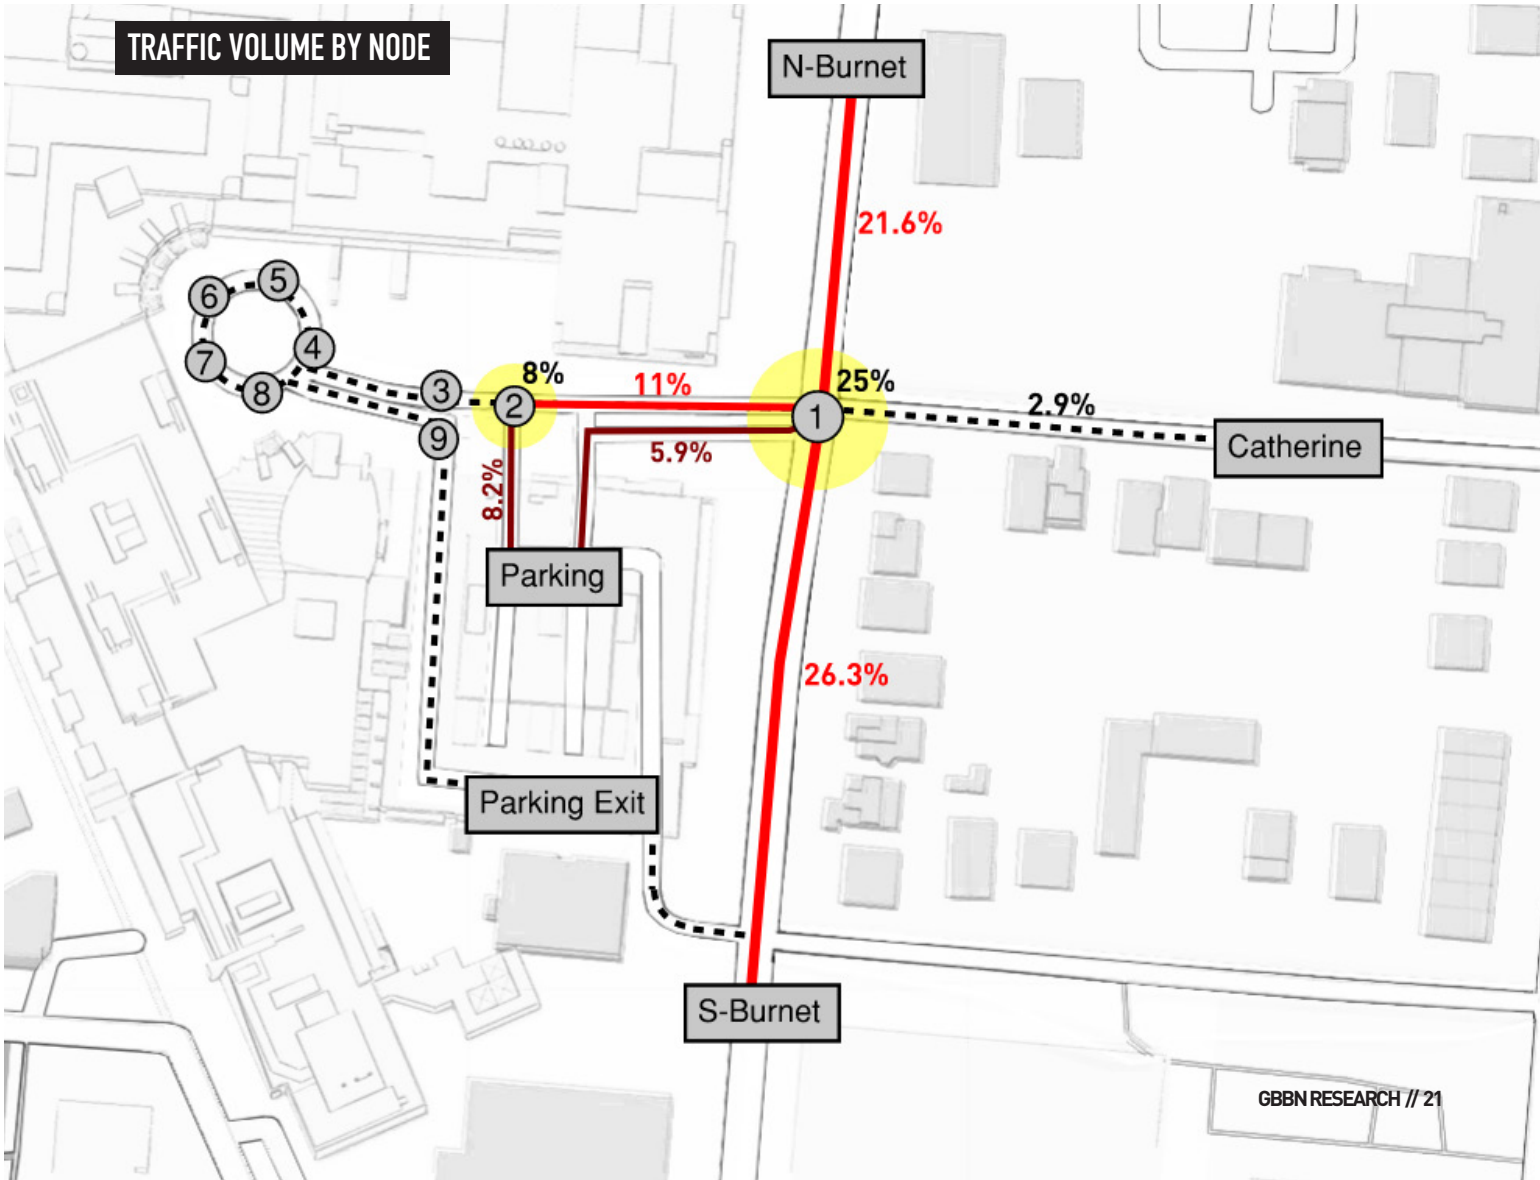 TRAFFIC VOLUME BY NODE
N-Burnet
21.6%
5
6
4
7
8
3
8%
2
11%
25%
1
2.9%
9
5.9%
Catherine
8.2%
Parking
26.3%
Parking Exit
S-Burnet
GBBN RESEARCH // 21